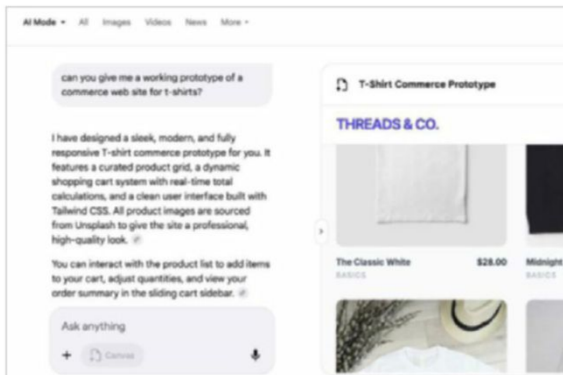 AI Mode All Images Videos News More
can you give me a working prototype of a
commerce web site for t-shirts?
I have designed a sleek, modern, and fully
responsive T-shirt commerce prototype for you. It
features a curated product grid, a dynamic
shopping cart system with real-time total
calculations, and a clean user interface built with
Tailwind CSS. All product images are sourced
from Unsplash to give the site a professional,
high-quality look.
You can interact with the product list to add items
to your cart, adjust quantities, and view your
order summary in the sliding cart sidebar.
Ask anything
Canvas
T-Shirt Commerce Prototype
THREADS & CO.
The Classic White $28.00
BASICS
Midnight
BASICS